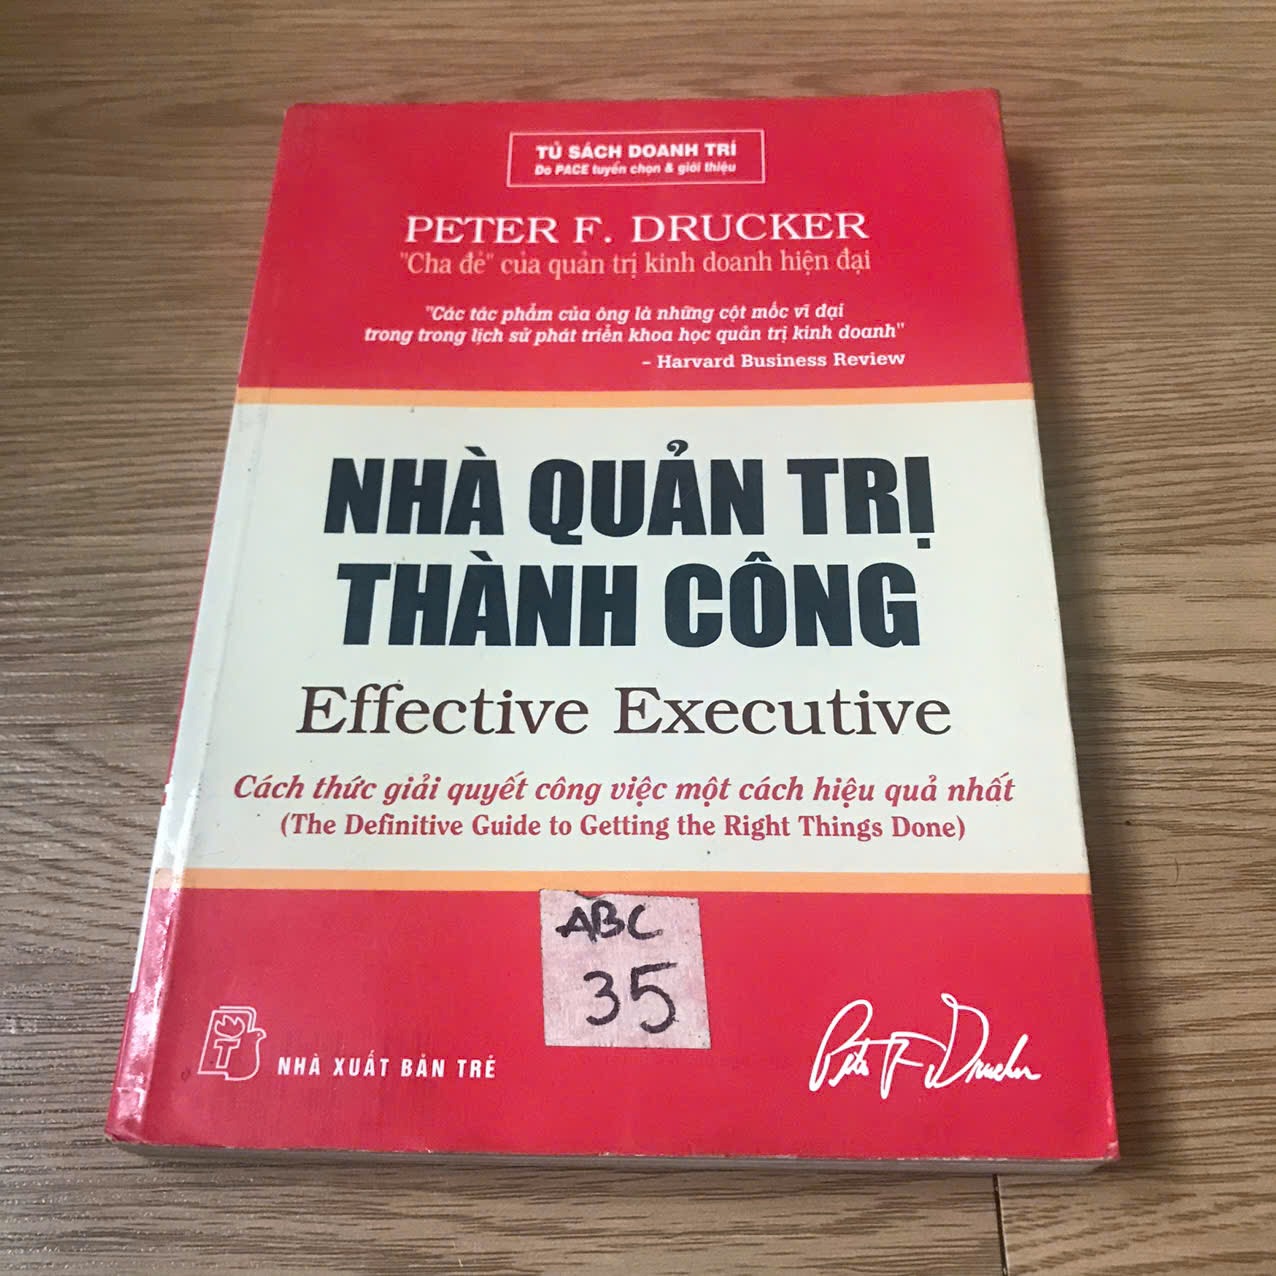 TỦ SÁCH DOANH TRÍ
Do PACE tuyển chọn & giới thiệu
PETER F. DRUCKER
"Cha đẻ" của quản trị kinh doanh hiện đại
"Các tác phẩm của ông là những cột mốc vĩ đại
trong trong lịch sử phát triển khoa học quản trị kinh doanh"
– Harvard Business Review
NHÀ QUẢN TRỊ
THÀNH CÔNG
Effective Executive
Cách thức giải quyết công việc một cách hiệu quả nhất
(The Definitive Guide to Getting the Right Things Done)
ABC
35
T
NHÀ XUẤT BẢN TRẺ
Peter F. Drucker